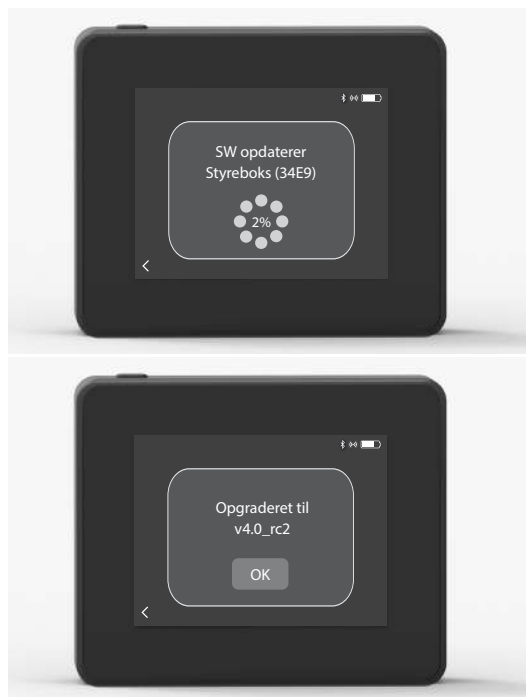 SW opdaterer
Styreboks (34E9)
2%
Opgraderet til
v4.0_rc2
OK